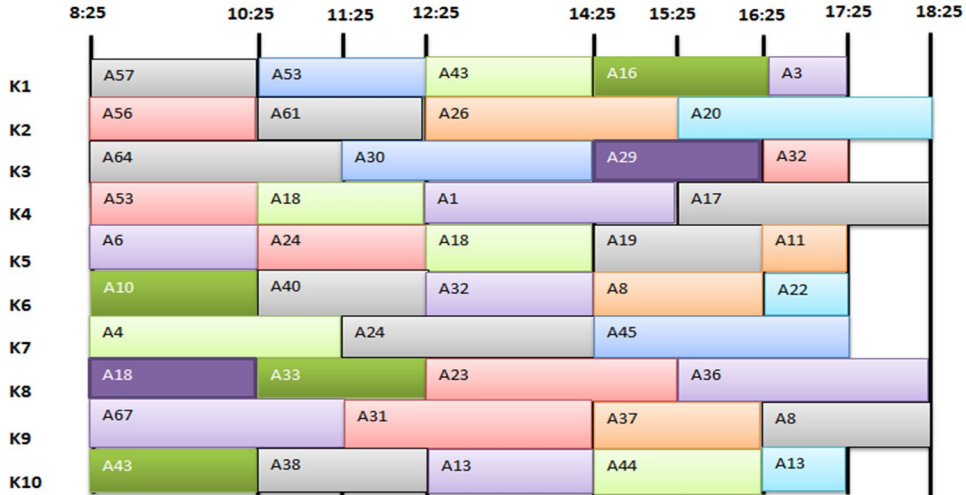 8:25 10:25 11:25 12:25 14:25 15:25 16:25 17:25 18:25
K1 A57 A53 A43 A16 A3
K2 A56 A61 A26 A20
K3 A64 A30 A29 A32
K4 A53 A18 A1 A17
K5 A6 A24 A18 A19 A11
K6 A10 A40 A32 A8 A22
K7 A4 A24 A45
K8 A18 A33 A23 A36
K9 A67 A31 A37 A8
K10 A43 A38 A13 A44 A13